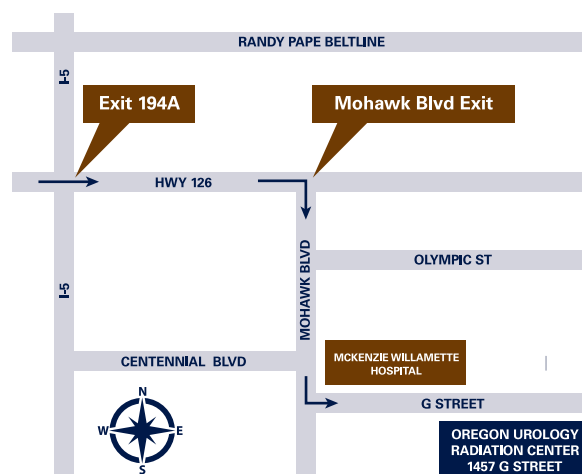 RANDY PAPE BELTLINE
I-5
Exit 194A
Mohawk Blvd Exit
HWY 126
MOHAWK BLVD
OLYMPIC ST
I-5
MCKENZIE WILLAMETTE
HOSPITAL
CENTENNIAL BLVD
G STREET
N
W
E
S
OREGON UROLOGY
RADIATION CENTER
1457 G STREET